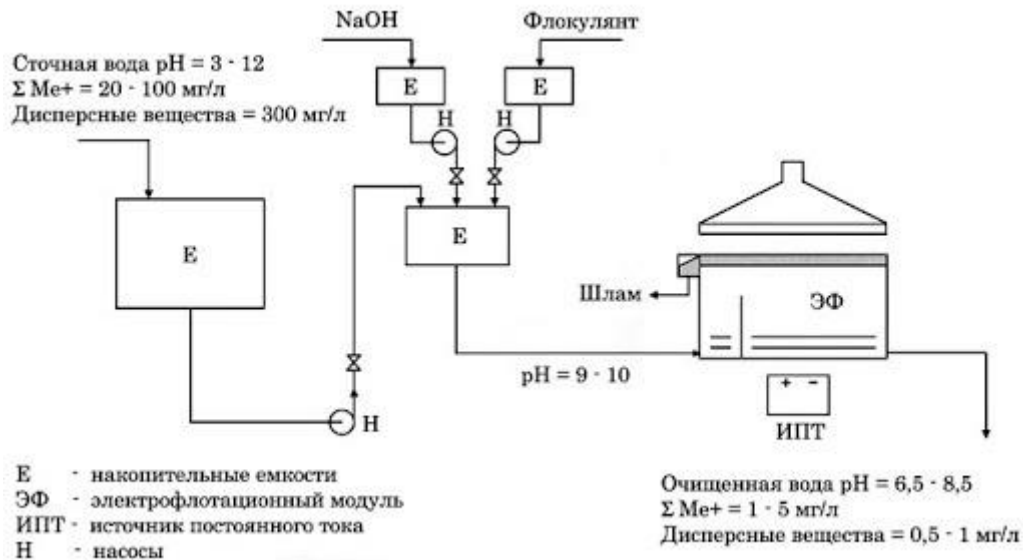 NaOH
Флокулянт
Сточная вода pH = 3 - 12
Σ Me+ = 20 - 100 мг/л
Дисперсные вещества = 300 мг/л
E
E
H
H
E
E
Шлам
ЭФ
pH = 9 - 10
+ -
ИПТ
H
E - накопительные емкости
ЭФ - электрофлотационный модуль
ИПТ - источник постоянного тока
H - насосы
Очищенная вода pH = 6,5 - 8,5
Σ Me+ = 1 - 5 мг/л
Дисперсные вещества = 0,5 - 1 мг/л